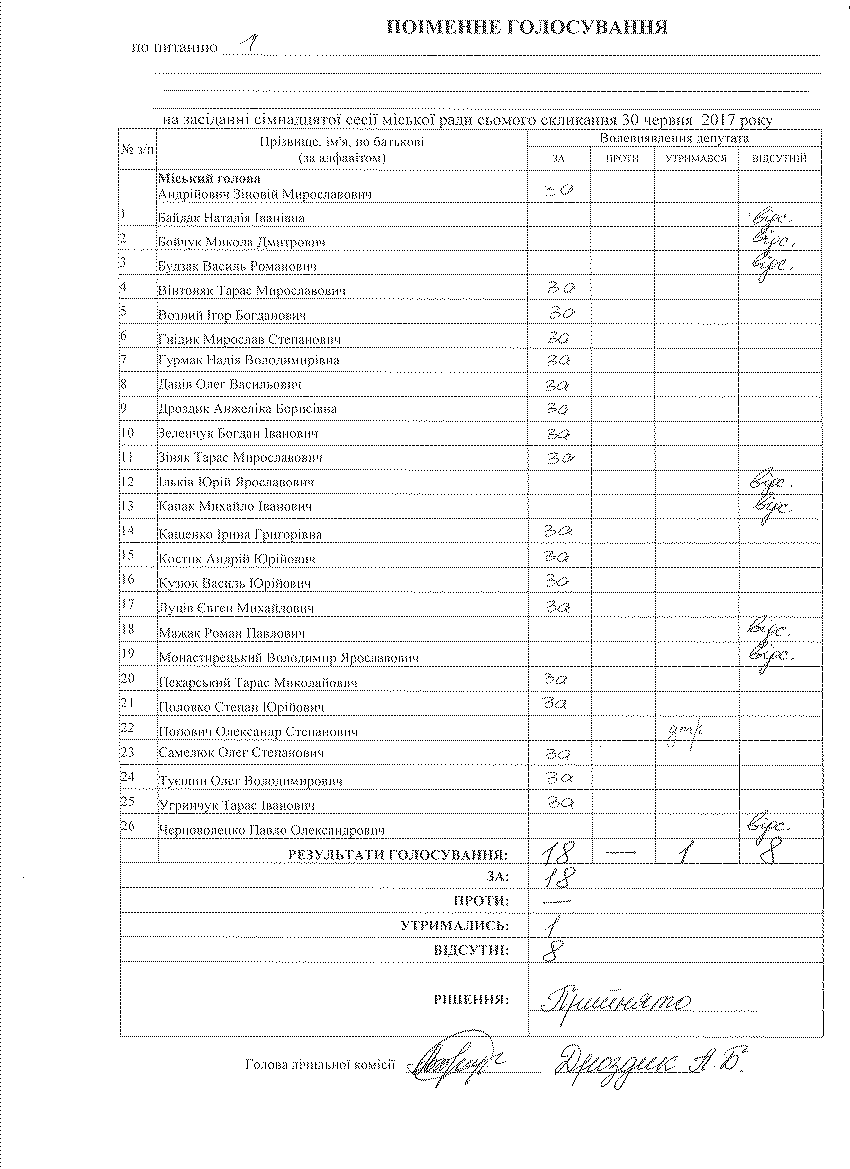 ПОІМЕННЕ ГОЛОСУВАННЯ
по питанню 1
на засіданні сімнадцятої сесії міської ради сьомого скликання 30 червня 2017 року
№ з/п Прізвище, ім'я, по батькові (за алфавітом) Волевиявлення депутата
ЗА ПРОТИ УТРИМАВСЯ ВІДСУТНІЙ
Міський голова
Андрійович Зіновій Мирославович за
1 Байдак Наталія Іванівна відс.
2 Бойчук Микола Дмитрович відс.
3 Будзак Василь Романович відс.
4 Вінтоняк Тарас Мирославович за
5 Возний Ігор Богданович за
6 Гнідик Мирослав Степанович за
7 Гурмак Надія Володимирівна за
8 Даців Олег Васильович за
9 Дроздик Анжеліка Борисівна за
10 Зеленчук Богдан Іванович за
11 Зіняк Тарас Мирославович за
12 Ільків Юрій Ярославович відс.
13 Капак Михайло Іванович відс.
14 Кащенко Ірина Григорівна за
15 Костик Андрій Юрійович за
16 Кузюк Василь Юрійович за
17 Луців Євген Михайлович за
18 Мажак Роман Павлович відс.
19 Монастирецький Володимир Ярославович відс.
20 Пекарський Тарас Миколайович за
21 Половко Степан Юрійович за
22 Попович Олександр Степанович утр
23 Самелюк Олег Степанович за
24 Володимирович за
25 Угринчук Тарас Іванович за
26 Черноволецко Павло Олександрович відс.
РЕЗУЛЬТАТИ ГОЛОСУВАННЯ: 18 — 1 8
ЗА: 18
ПРОТИ: —
УТРИМАЛИСЬ: 1
ВІДСУТНІ: 8
РІШЕННЯ: Прийнято
Голова лічильної комісії Дроздик А.Б.